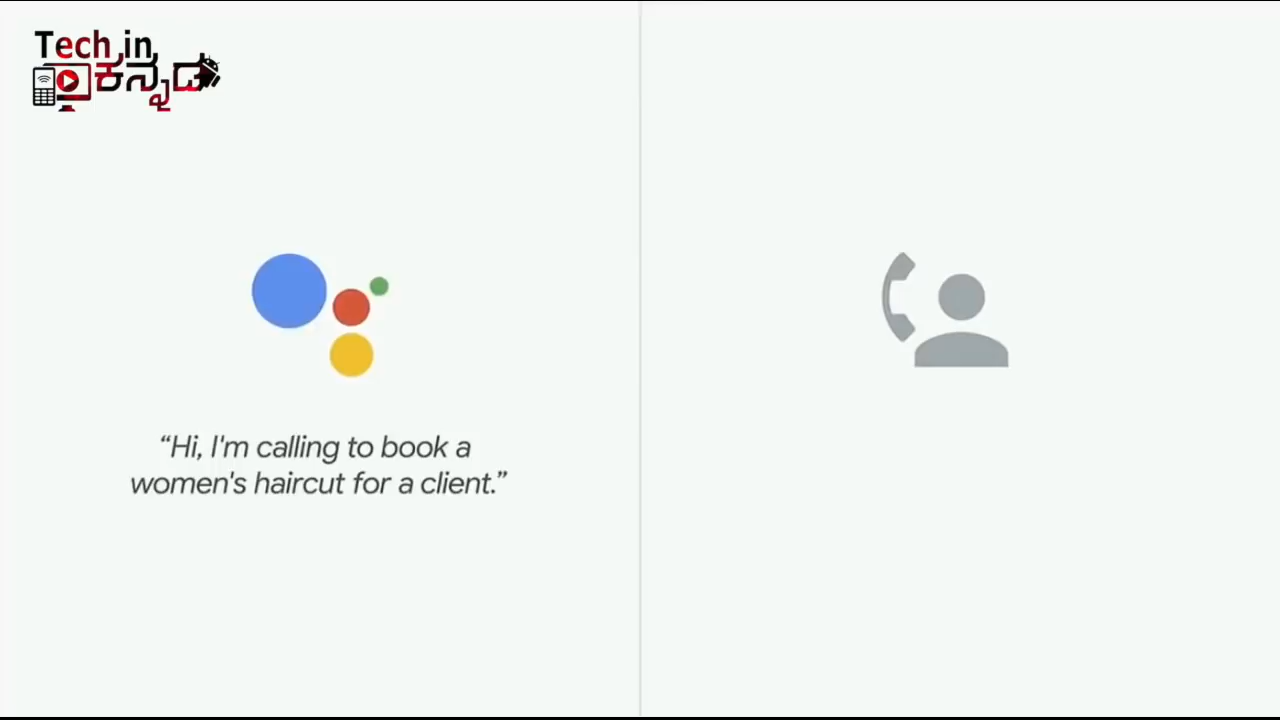 Tech in
ಕನ್ನಡ
“Hi, I'm calling to book a
women's haircut for a client.”